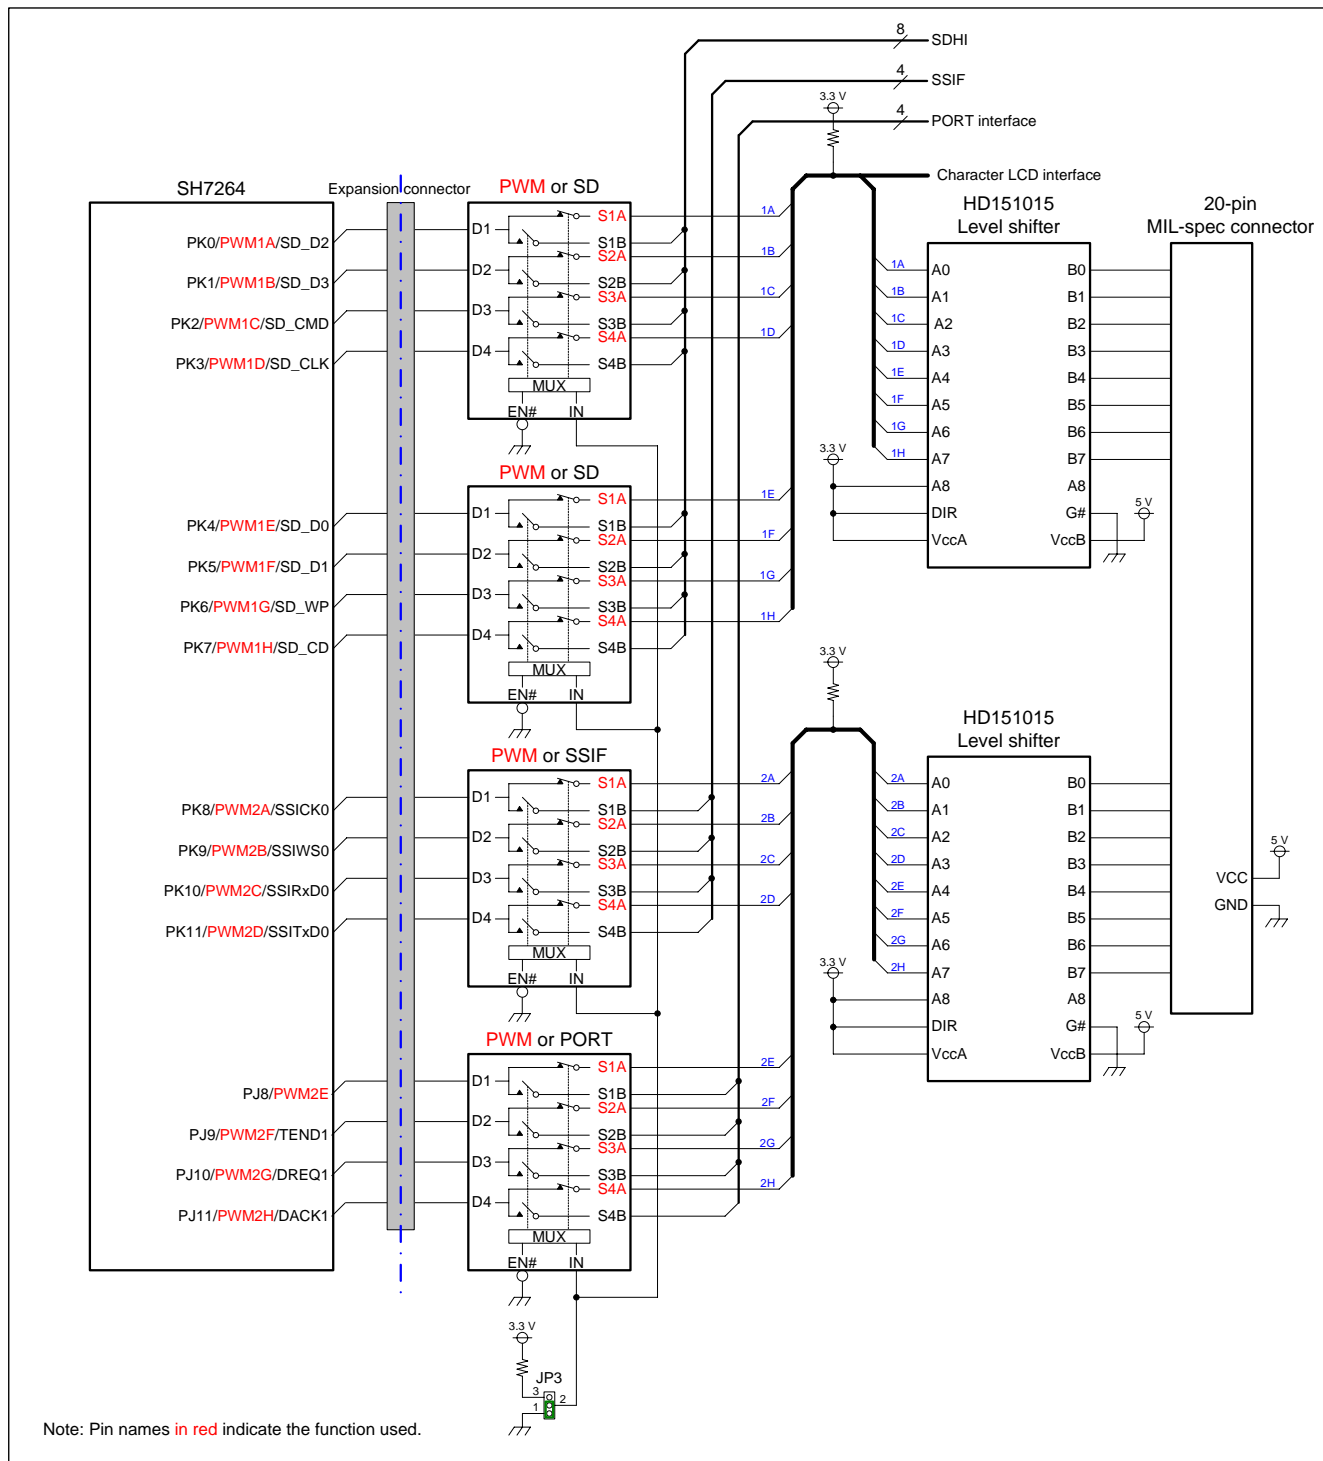 8
SDHI
4
SSIF
3.3 V
4
PORT interface
Character LCD interface
SH7264
Expansion connector
PWM or SD
HD151015
Level shifter
20-pin
MIL-spec connector
PK0/PWM1A/SD_D2
PK1/PWM1B/SD_D3
PK2/PWM1C/SD_CMD
PK3/PWM1D/SD_CLK
D1
D2
D3
D4
S1A
S1B
S2A
S2B
S3A
S3B
S4A
S4B
MUX
EN#
IN
1A
1B
1C
1D
1A
1B
1C
1D
1E
1F
1G
1H
A0
A1
A2
A3
A4
A5
A6
A7
A8
DIR
VccA
B0
B1
B2
B3
B4
B5
B6
B7
A8
G#
VccB
3.3 V
5 V
PWM or SD
PK4/PWM1E/SD_D0
PK5/PWM1F/SD_D1
PK6/PWM1G/SD_WP
PK7/PWM1H/SD_CD
D1
D2
D3
D4
S1A
S1B
S2A
S2B
S3A
S3B
S4A
S4B
MUX
EN#
IN
1E
1F
1G
1H
3.3 V
PWM or SSIF
HD151015
Level shifter
PK8/PWM2A/SSICK0
PK9/PWM2B/SSIWS0
PK10/PWM2C/SSIRxD0
PK11/PWM2D/SSITxD0
D1
D2
D3
D4
S1A
S1B
S2A
S2B
S3A
S3B
S4A
S4B
MUX
EN#
IN
2A
2B
2C
2D
2A
2B
2C
2D
2E
2F
2G
2H
A0
A1
A2
A3
A4
A5
A6
A7
A8
DIR
VccA
B0
B1
B2
B3
B4
B5
B6
B7
A8
G#
VccB
3.3 V
5 V
5 V
VCC
GND
PWM or PORT
PJ8/PWM2E
PJ9/PWM2F/TEND1
PJ10/PWM2G/DREQ1
PJ11/PWM2H/DACK1
D1
D2
D3
D4
S1A
S1B
S2A
S2B
S3A
S3B
S4A
S4B
MUX
EN#
IN
2E
2F
2G
2H
3.3 V
JP3
3
2
1
Note: Pin names in red indicate the function used.